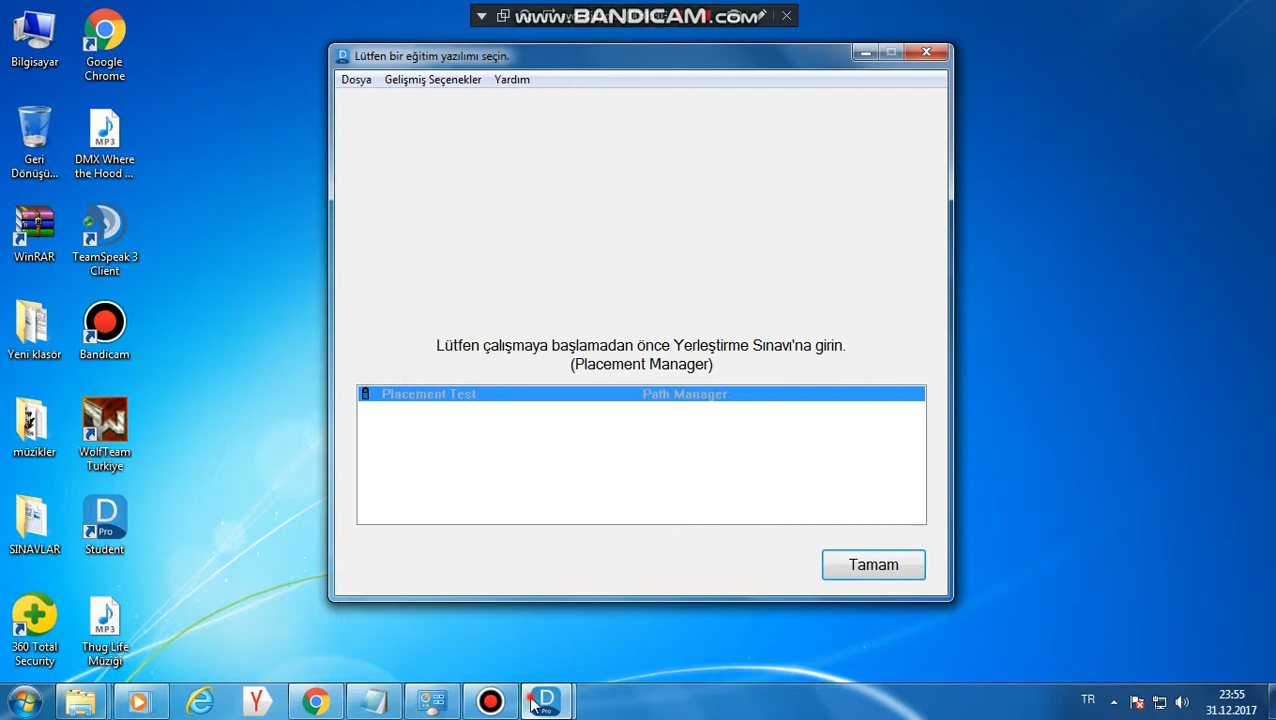 www.BANDICAM.com
Lütfen bir eğitim yazılımı seçin.
Dosya Gelişmiş Seçenekler Yardım
Lütfen çalışmaya başlamadan önce Yerleştirme Sınavı'na girin.
(Placement Manager)
Placement Test Path Manager
Tamam
Bilgisayar
Google
Chrome
Geri
Dönüşü...
DMX Where
the Hood ...
WinRAR
TeamSpeak 3
Client
Yeni klasör
Bandicam
müzikler
WolfTeam
Turkiye
SINAVLAR
D
Pro
Student
360 Total
Security
Thug Life
Müziği
D
Pro
TR
23:55
31.12.2017